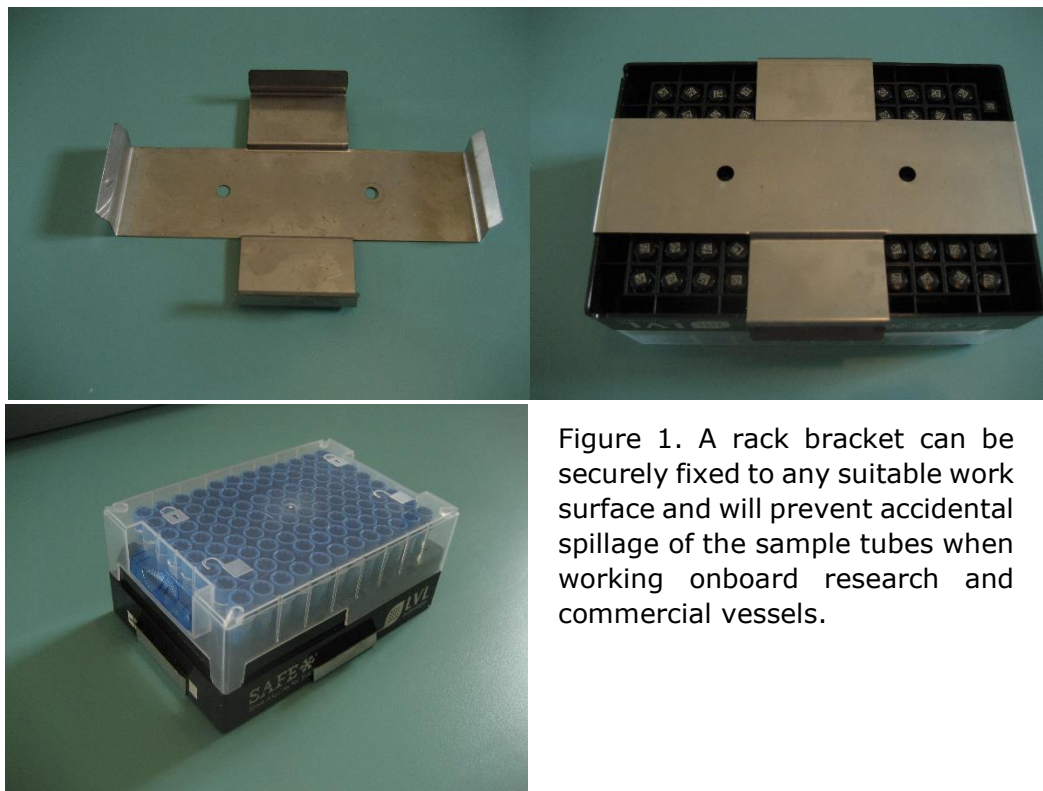 SAFE
LVL
Figure 1. A rack bracket can be
securely fixed to any suitable work
surface and will prevent accidental
spillage of the sample tubes when
working onboard research and
commercial vessels.